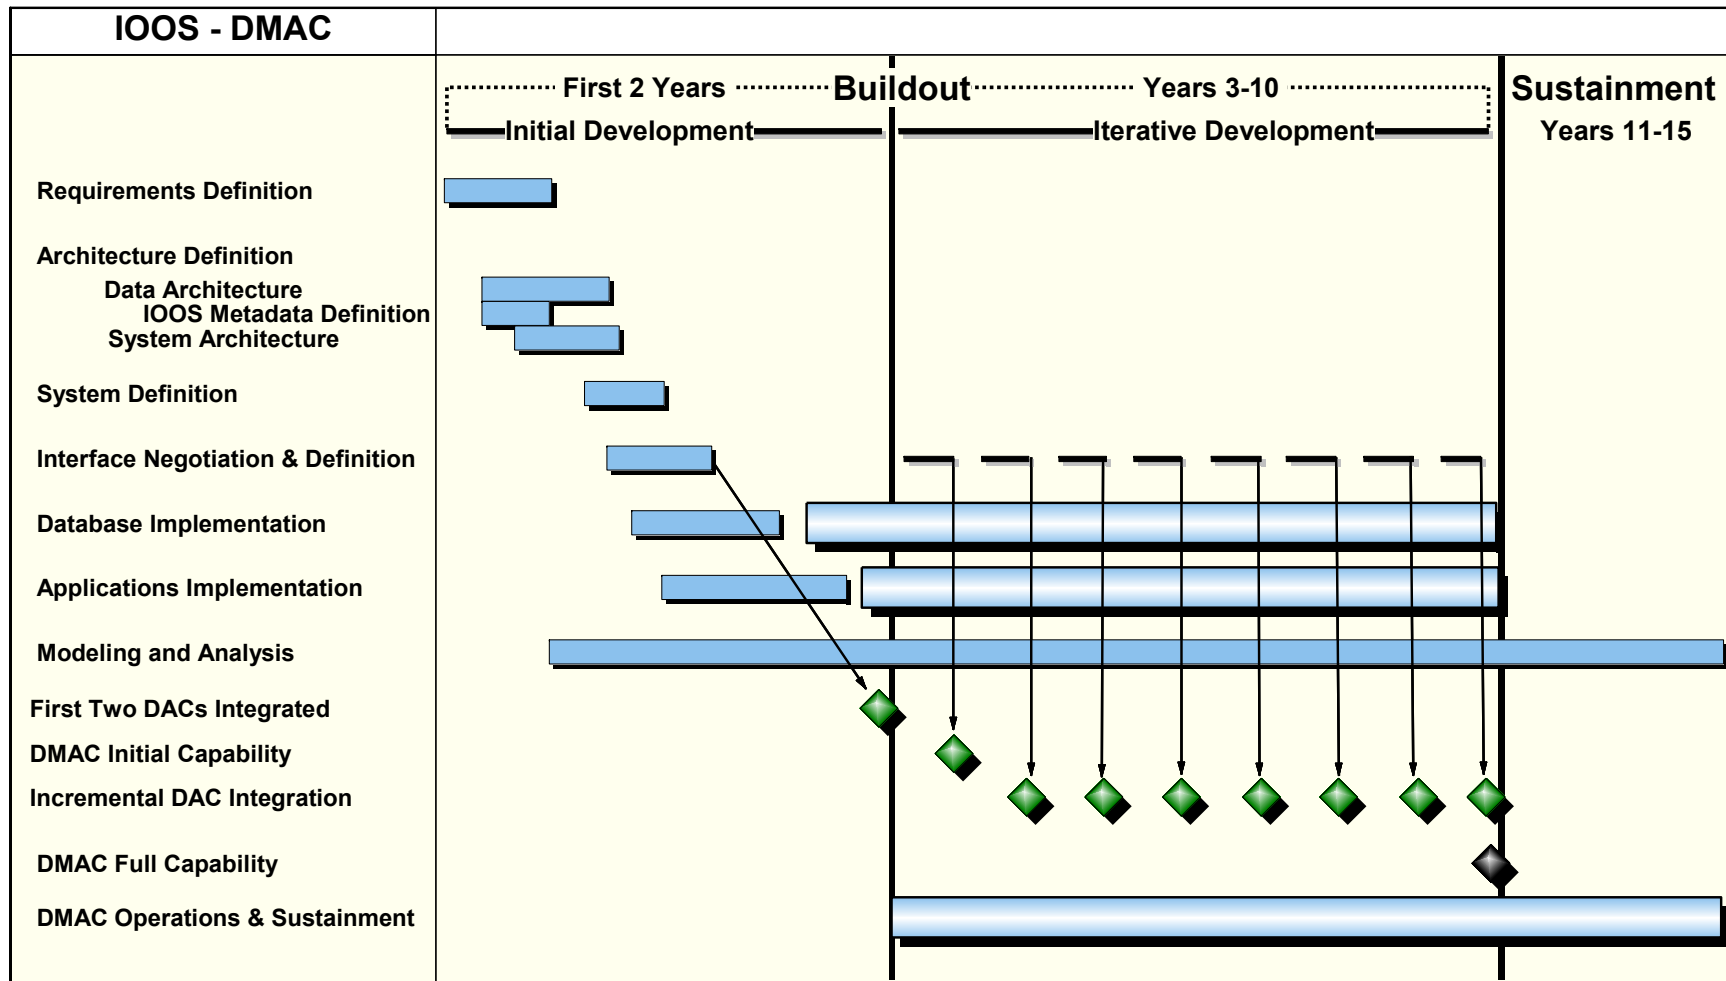 IOOS - DMAC
First 2 Years Buildout Years 3-10 Sustainment
Initial Development Iterative Development Years 11-15
Requirements Definition
Architecture Definition
Data Architecture
IOOS Metadata Definition
System Architecture
System Definition
Interface Negotiation & Definition
Database Implementation
Applications Implementation
Modeling and Analysis
First Two DACs Integrated
DMAC Initial Capability
Incremental DAC Integration
DMAC Full Capability
DMAC Operations & Sustainment